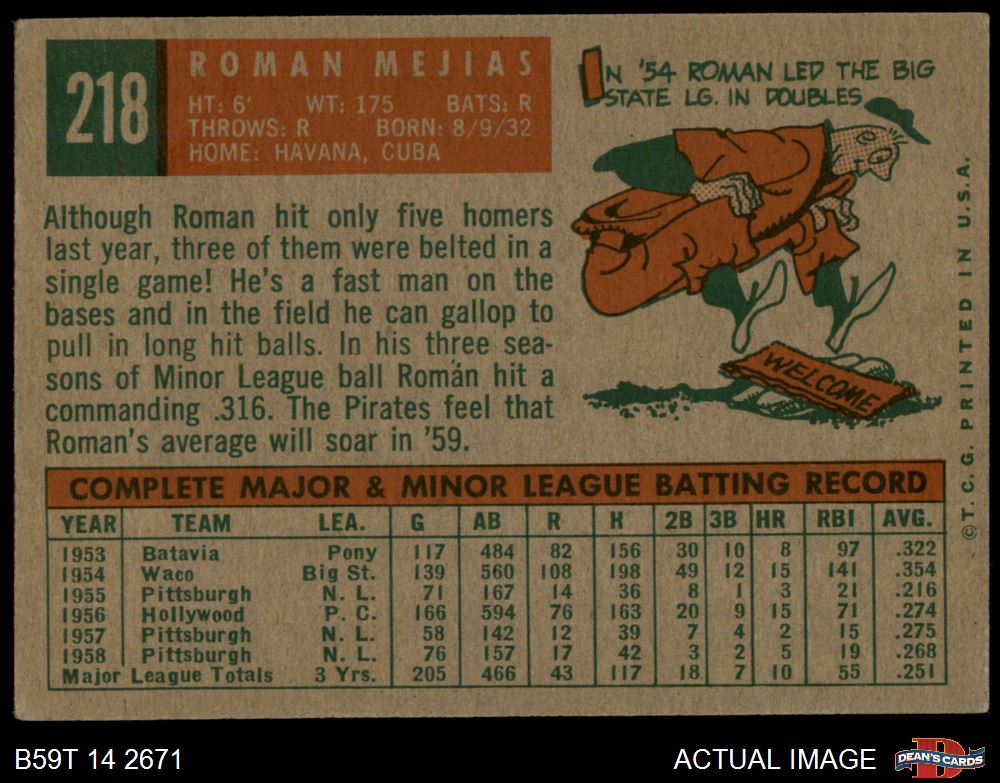 218
ROMAN MEJIAS
HT: 6' WT: 175 BATS: R
THROWS: R BORN: 8/9/32
HOME: HAVANA, CUBA
IN '54 ROMAN LED THE BIG
STATE LG. IN DOUBLES
WELCOME
Although Roman hit only five homers
last year, three of them were belted in a
single game! He's a fast man on the
bases and in the field he can gallop to
pull in long hit balls. In his three sea-
sons of Minor League ball Roman hit a
commanding .316. The Pirates feel that
Roman's average will soar in '59.
COMPLETE MAJOR & MINOR LEAGUE BATTING RECORD
YEAR TEAM LEA. G AB R H 2B 3B HR RBI AVG.
1953 Batavia Pony 117 484 82 156 30 10 8 97 .322
1954 Waco Big St. 139 560 108 198 49 12 15 141 .354
1955 Pittsburgh N. L. 71 167 14 36 8 1 3 21 .216
1956 Hollywood P. C. 166 594 76 163 20 9 15 71 .274
1957 Pittsburgh N. L. 58 142 12 39 7 4 2 15 .275
1958 Pittsburgh N. L. 76 157 17 42 3 2 5 19 .268
Major League Totals 3 Yrs. 205 466 43 117 18 7 10 55 .251
©T. C. G. PRINTED IN U.S.A.
B59T 14 2671
ACTUAL IMAGE
D
DEAN'S CARDS